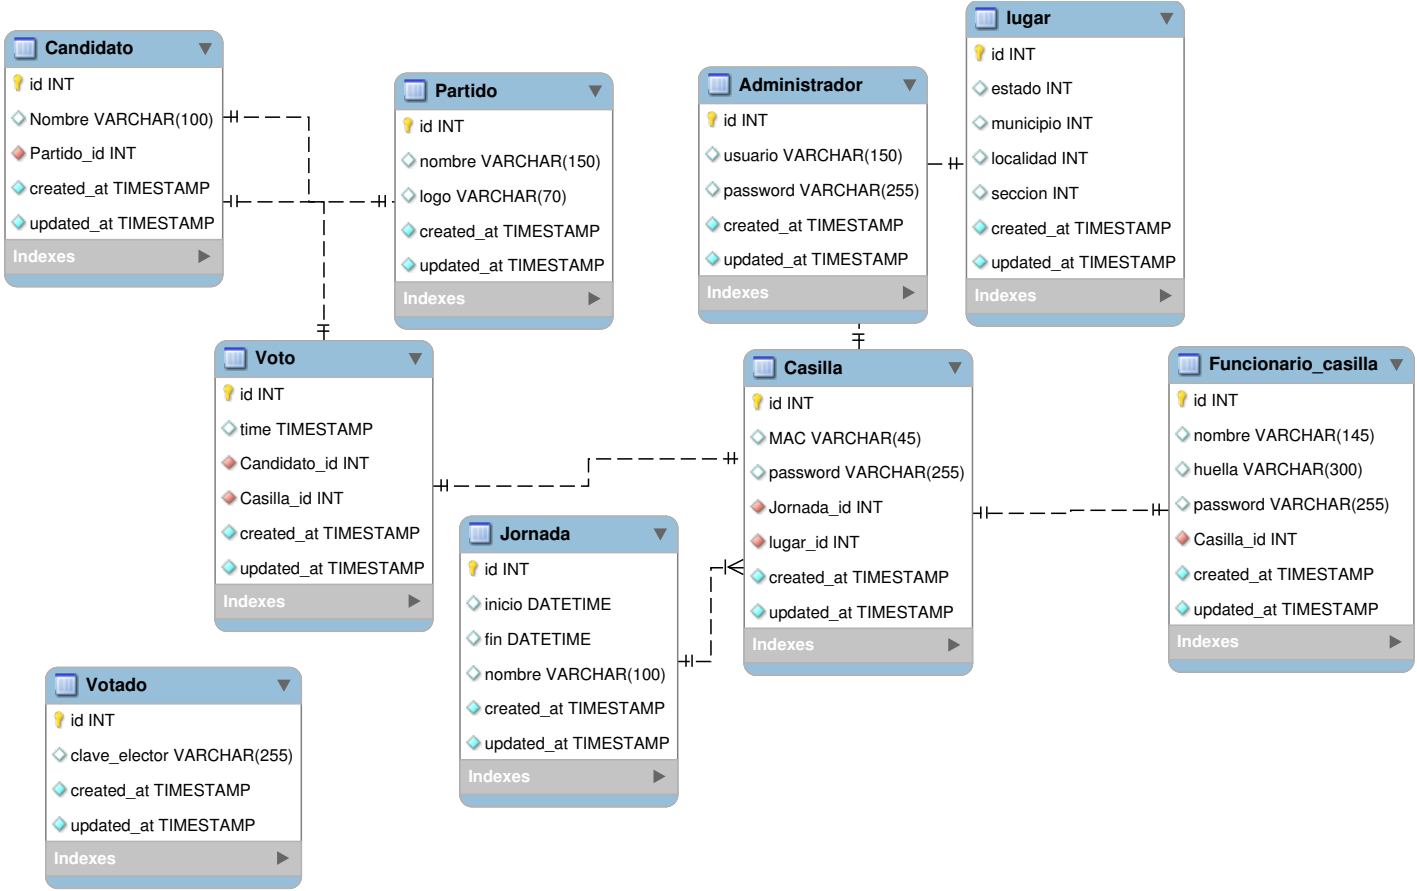 Candidato
id INT
Nombre VARCHAR(100)
Partido_id INT
created_at TIMESTAMP
updated_at TIMESTAMP
Indexes
Partido
id INT
nombre VARCHAR(150)
logo VARCHAR(70)
created_at TIMESTAMP
updated_at TIMESTAMP
Indexes
Administrador
id INT
usuario VARCHAR(150)
password VARCHAR(255)
created_at TIMESTAMP
updated_at TIMESTAMP
Indexes
lugar
id INT
estado INT
municipio INT
localidad INT
seccion INT
created_at TIMESTAMP
updated_at TIMESTAMP
Indexes
Voto
id INT
time TIMESTAMP
Candidato_id INT
Casilla_id INT
created_at TIMESTAMP
updated_at TIMESTAMP
Indexes
Casilla
id INT
MAC VARCHAR(45)
password VARCHAR(255)
Jornada_id INT
lugar_id INT
created_at TIMESTAMP
updated_at TIMESTAMP
Indexes
Funcionario_casilla
id INT
nombre VARCHAR(145)
huella VARCHAR(300)
password VARCHAR(255)
Casilla_id INT
created_at TIMESTAMP
updated_at TIMESTAMP
Indexes
Jornada
id INT
inicio DATETIME
fin DATETIME
nombre VARCHAR(100)
created_at TIMESTAMP
updated_at TIMESTAMP
Indexes
Votado
id INT
clave_elector VARCHAR(255)
created_at TIMESTAMP
updated_at TIMESTAMP
Indexes